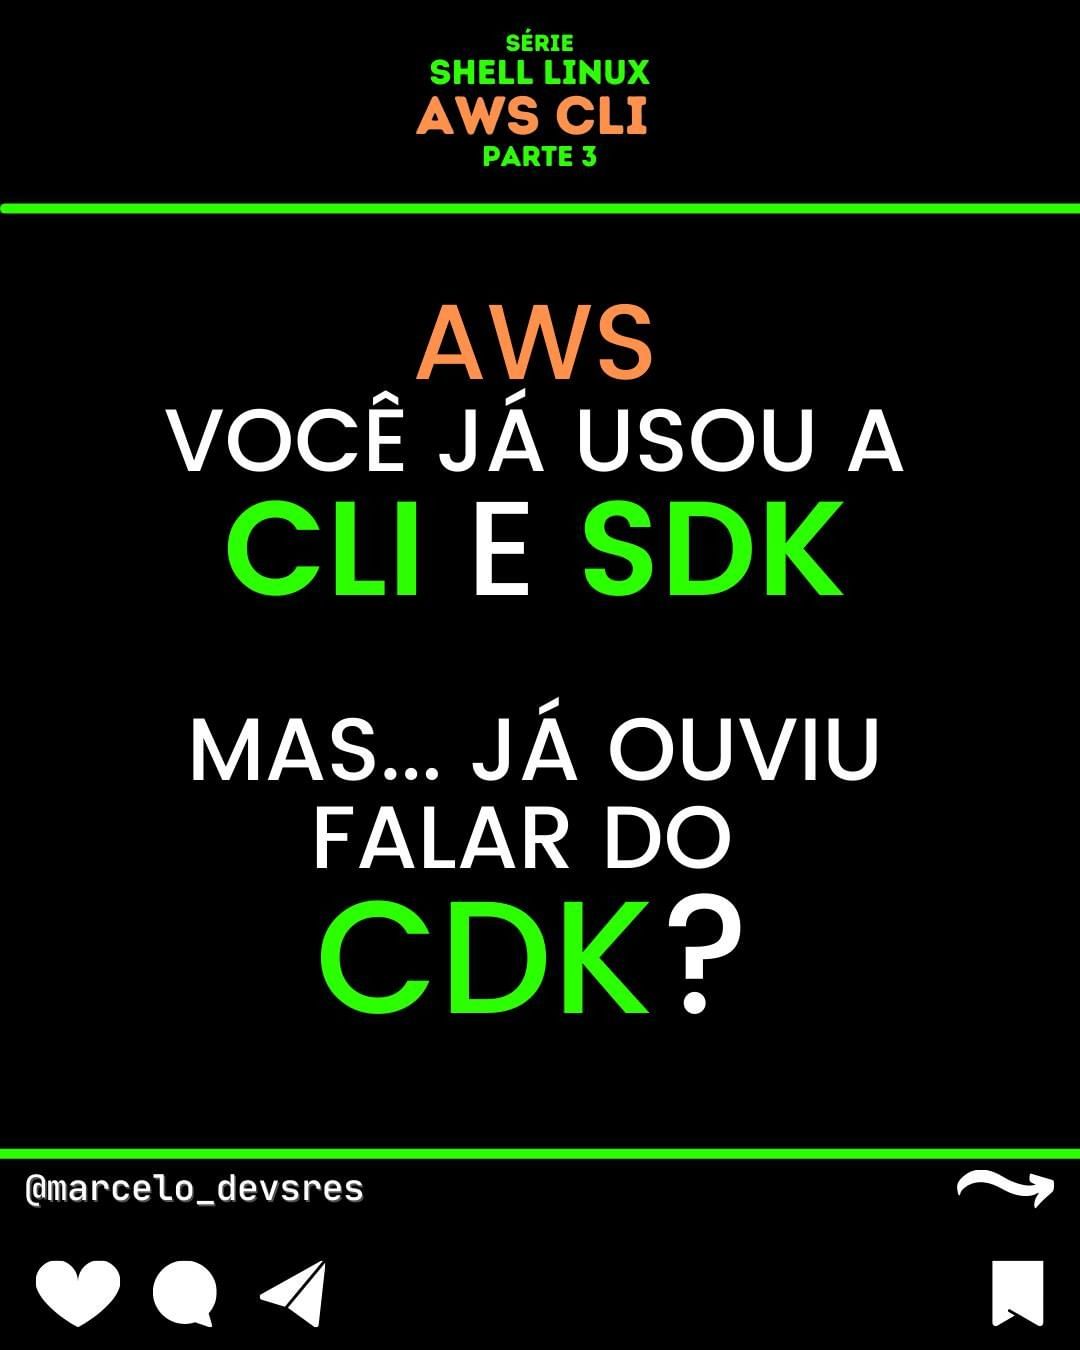 SÉRIE
SHELL LINUX
AWS CLI
PARTE 3
AWS
VOCÊ JÁ USOU A
CLI E SDK
MAS... JÁ OUVIU
FALAR DO
CDK?
@marcelo_devsres